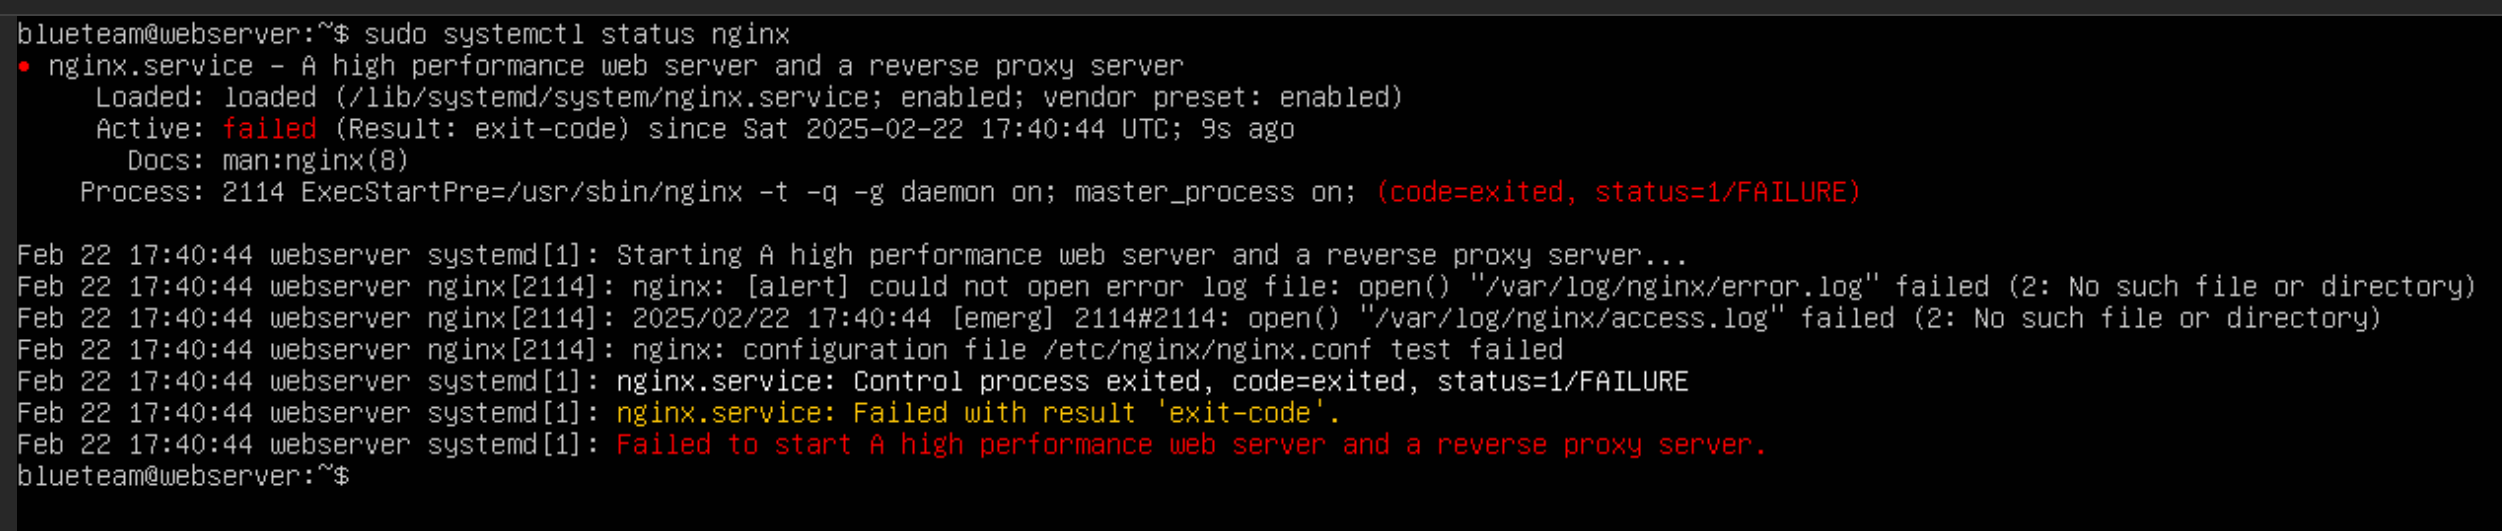 blueteam@webserver:~$ sudo systemctl status nginx
● nginx.service - A high performance web server and a reverse proxy server
     Loaded: loaded (/lib/systemd/system/nginx.service; enabled; vendor preset: enabled)
     Active: failed (Result: exit-code) since Sat 2025-02-22 17:40:44 UTC; 9s ago
       Docs: man:nginx(8)
    Process: 2114 ExecStartPre=/usr/sbin/nginx -t -q -g daemon on; master_process on; (code=exited, status=1/FAILURE)

Feb 22 17:40:44 webserver systemd[1]: Starting A high performance web server and a reverse proxy server...
Feb 22 17:40:44 webserver nginx[2114]: nginx: [alert] could not open error log file: open() "/var/log/nginx/error.log" failed (2: No such file or directory)
Feb 22 17:40:44 webserver nginx[2114]: 2025/02/22 17:40:44 [emerg] 2114#2114: open() "/var/log/nginx/access.log" failed (2: No such file or directory)
Feb 22 17:40:44 webserver nginx[2114]: nginx: configuration file /etc/nginx/nginx.conf test failed
Feb 22 17:40:44 webserver systemd[1]: nginx.service: Control process exited, code=exited, status=1/FAILURE
Feb 22 17:40:44 webserver systemd[1]: nginx.service: Failed with result 'exit-code'.
Feb 22 17:40:44 webserver systemd[1]: Failed to start A high performance web server and a reverse proxy server.
blueteam@webserver:~$